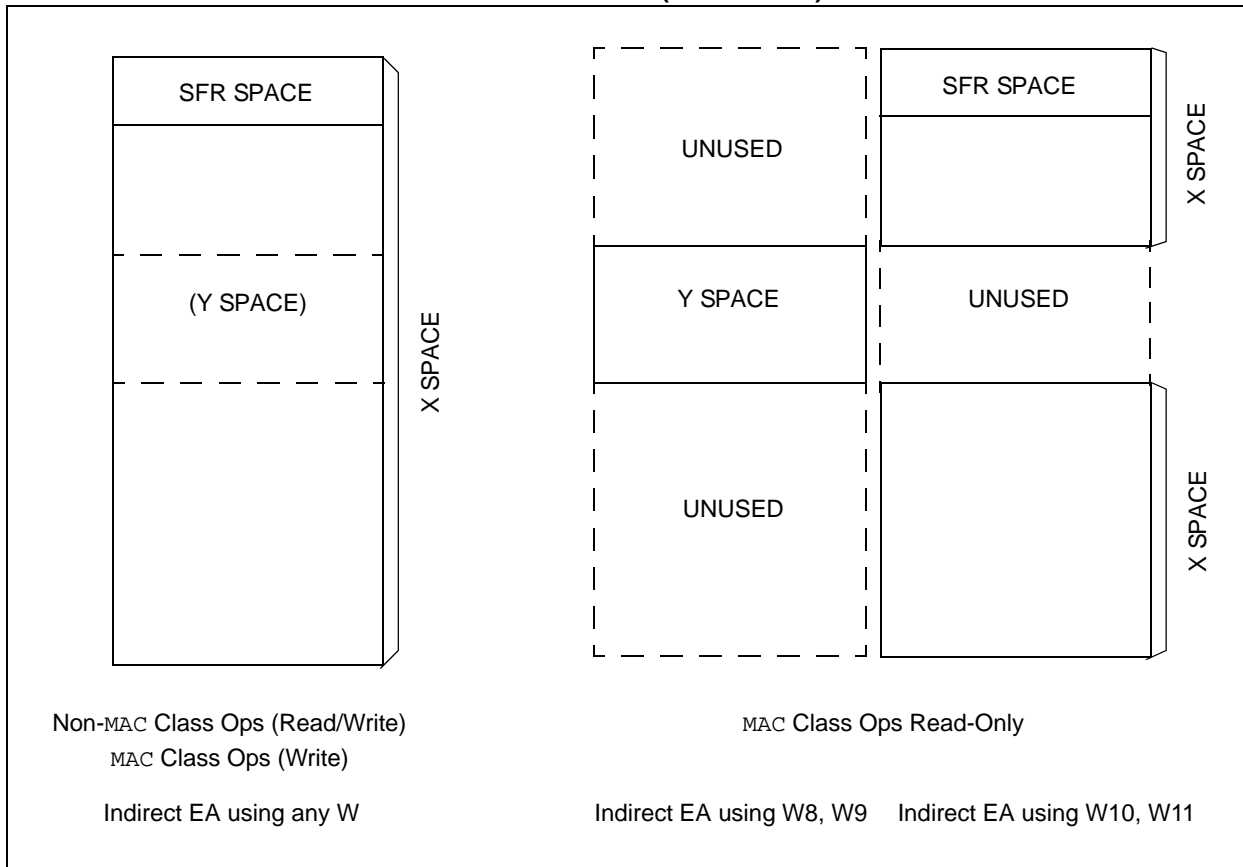 SFR SPACE
(Y SPACE)
X SPACE
Non-MAC Class Ops (Read/Write)
MAC Class Ops (Write)
Indirect EA using any W
UNUSED
Y SPACE
UNUSED
SFR SPACE
X SPACE
UNUSED
X SPACE
MAC Class Ops Read-Only
Indirect EA using W8, W9
Indirect EA using W10, W11